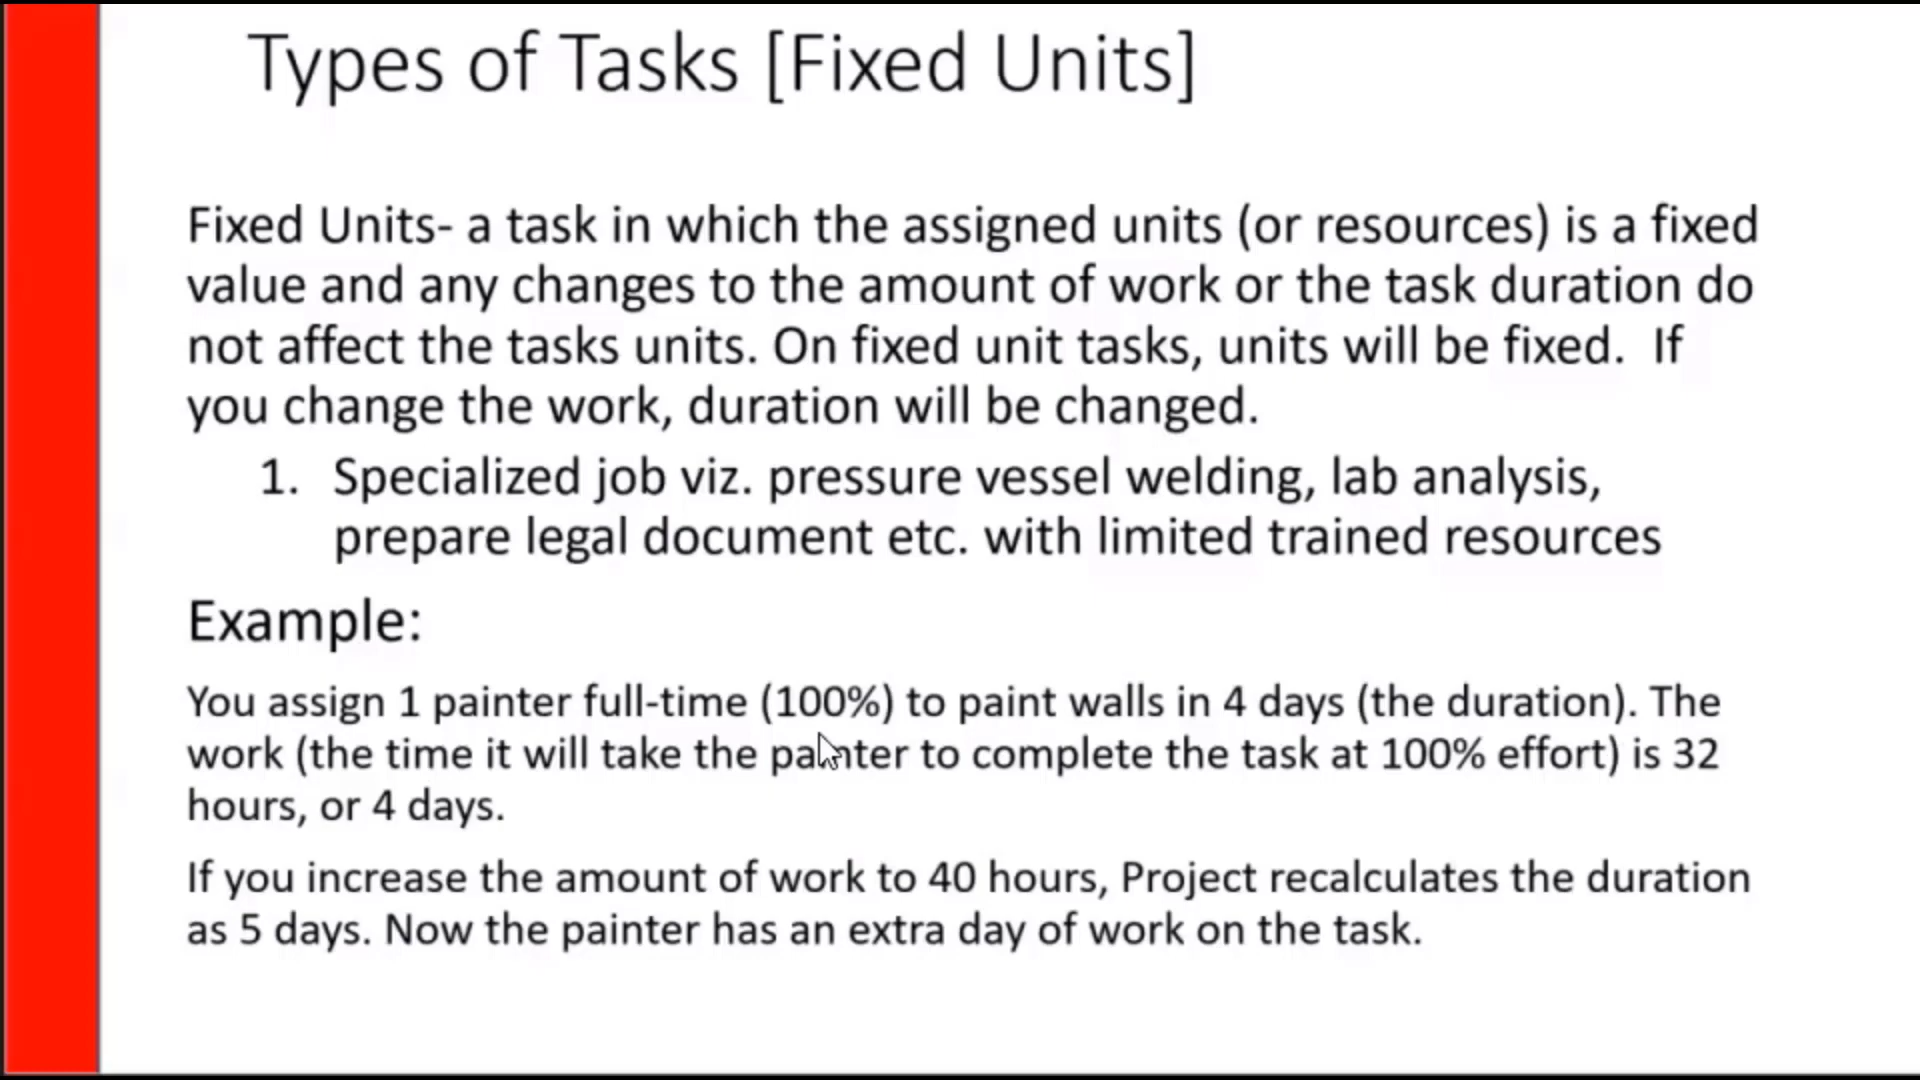 Types of Tasks [Fixed Units]
Fixed Units- a task in which the assigned units (or resources) is a fixed
value and any changes to the amount of work or the task duration do
not affect the tasks units. On fixed unit tasks, units will be fixed.  If
you change the work, duration will be changed.
1. Specialized job viz. pressure vessel welding, lab analysis,
prepare legal document etc. with limited trained resources
Example:
You assign 1 painter full-time (100%) to paint walls in 4 days (the duration). The
work (the time it will take the painter to complete the task at 100% effort) is 32
hours, or 4 days.
If you increase the amount of work to 40 hours, Project recalculates the duration
as 5 days. Now the painter has an extra day of work on the task.